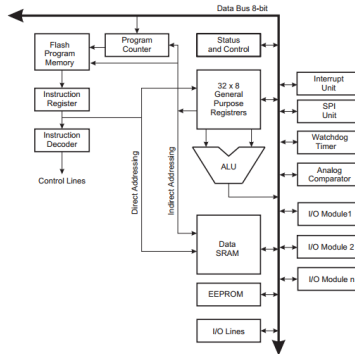 Data Bus 8-bit
Flash
Program
Memory
Program
Counter
Status
and Control
Instruction
Register
32 x 8
General
Purpose
Registrers
Interrupt
Unit
SPI
Unit
Instruction
Decoder
Watchdog
Timer
Control Lines
Direct Addressing
Indirect Addressing
ALU
Analog
Comparator
I/O Module1
Data
SRAM
I/O Module 2
EEPROM
I/O Module n
I/O Lines